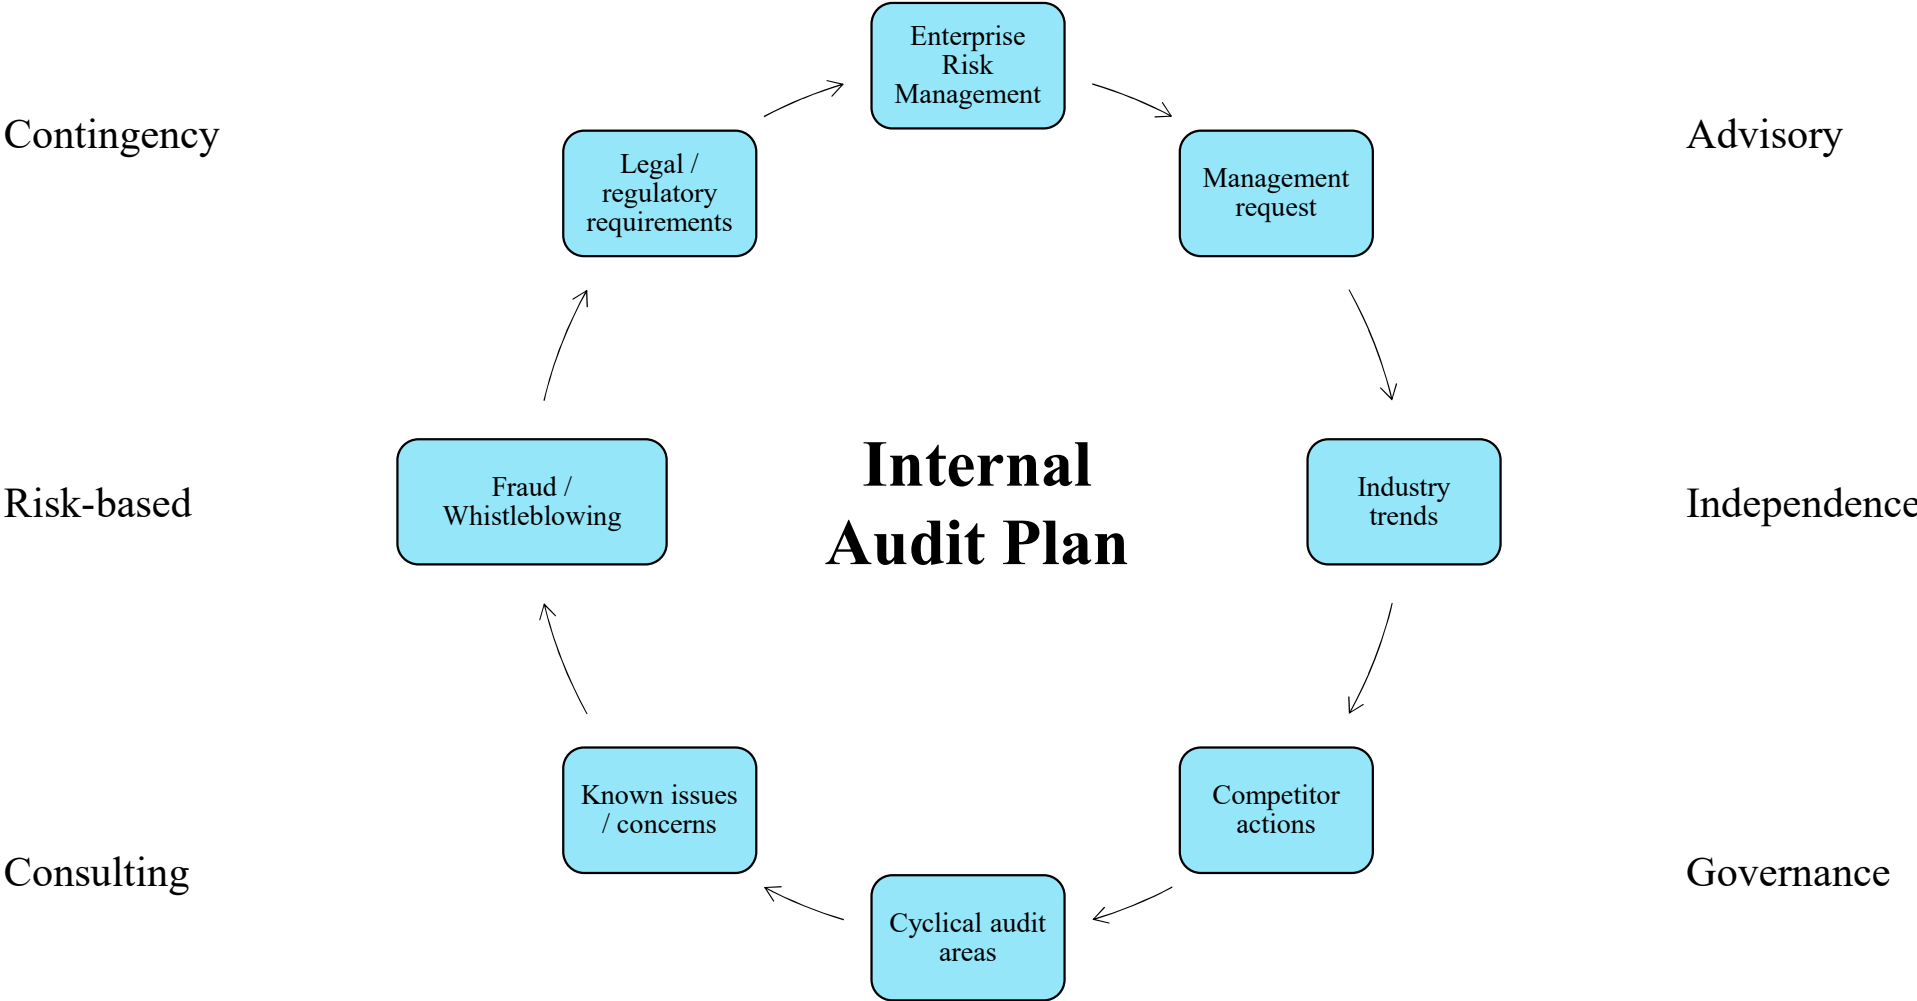 Enterprise
Risk
Management
Contingency
Advisory
Legal /
regulatory
requirements
Management
request
Risk-based
Fraud /
Whistleblowing
Internal
Audit Plan
Industry
trends
Independence
Known issues
/ concerns
Competitor
actions
Consulting
Governance
Cyclical audit
areas